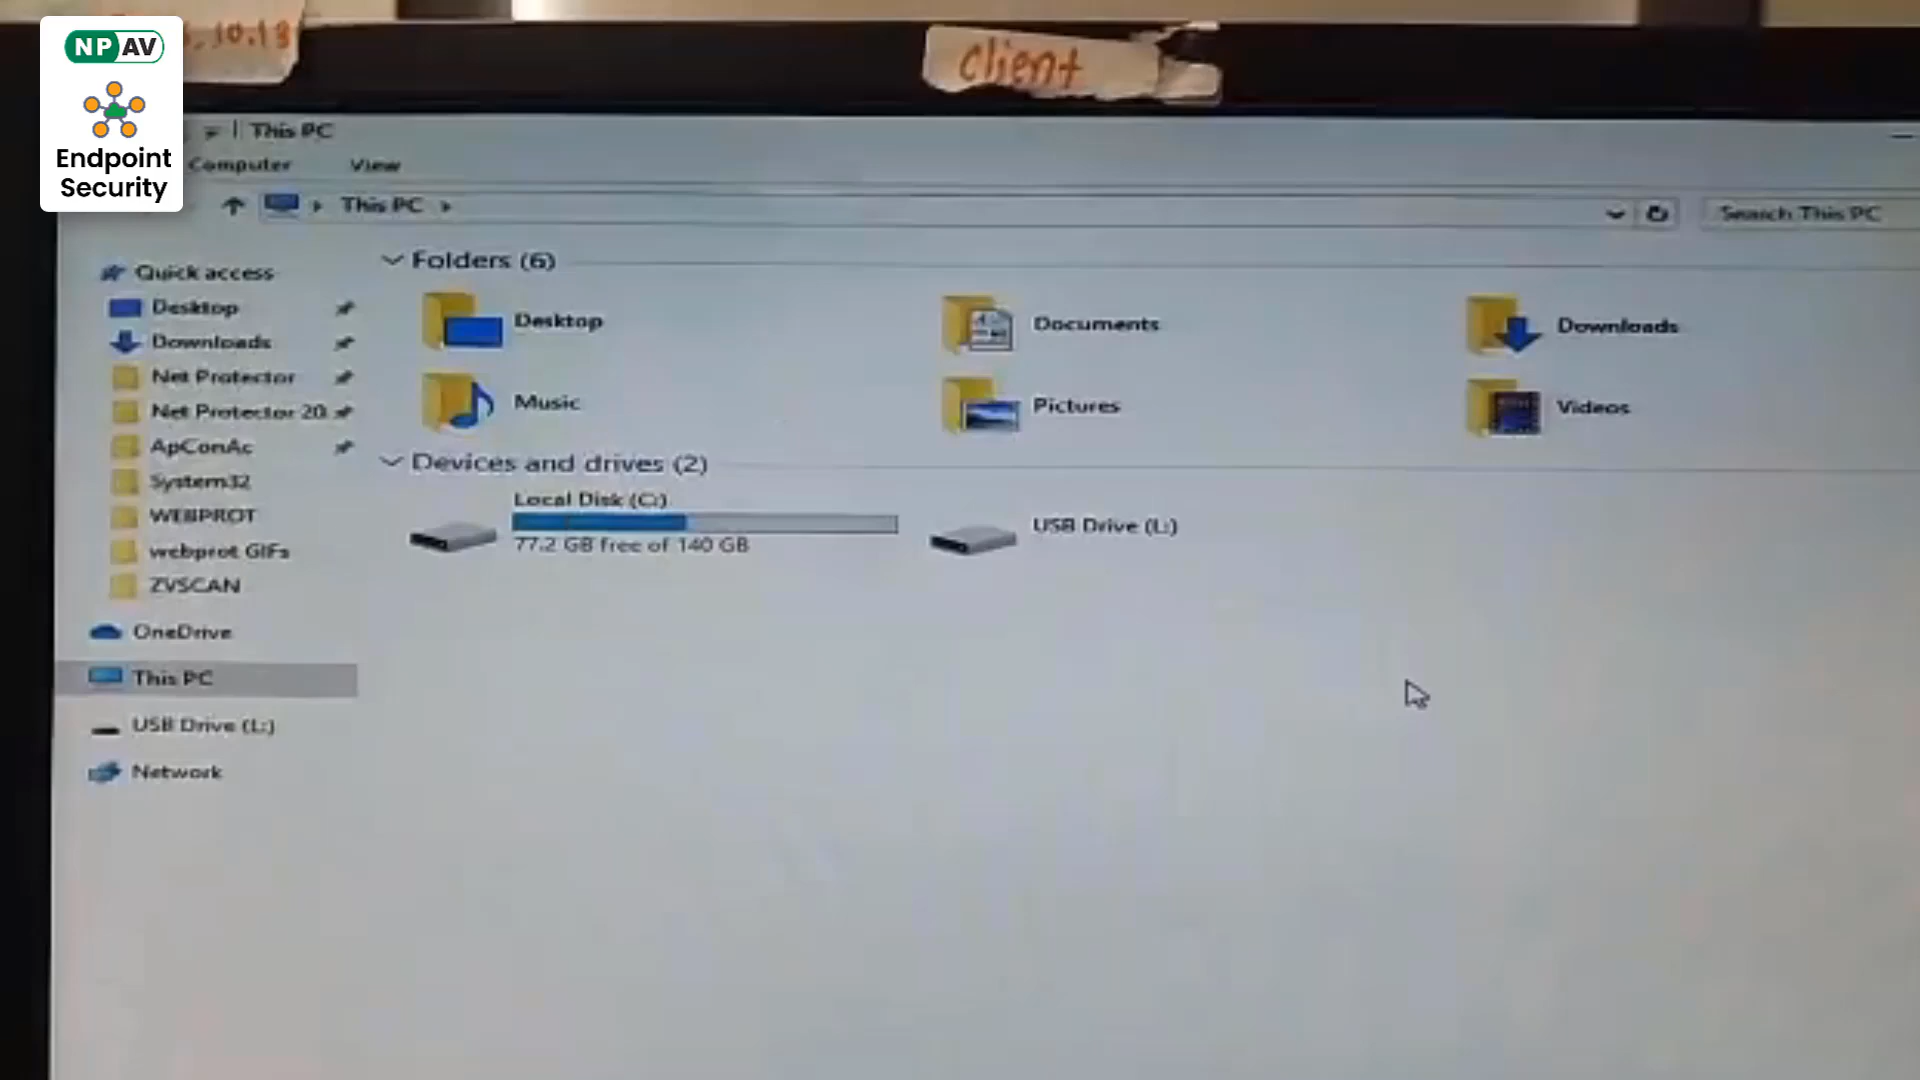 NP AV
Endpoint
Security
.10.13
client
This PC
Computer
View
This PC
Search This PC
Quick access
Desktop
Downloads
Net Protector
Net Protector 20
ApConAc
System32
WEBPROT
webprot GIFs
ZVSCAN
OneDrive
This PC
USB Drive (L:)
Network
Folders (6)
Desktop
Documents
Downloads
Music
Pictures
Videos
Devices and drives (2)
Local Disk (C:)
77.2 GB free of 140 GB
USB Drive (L:)